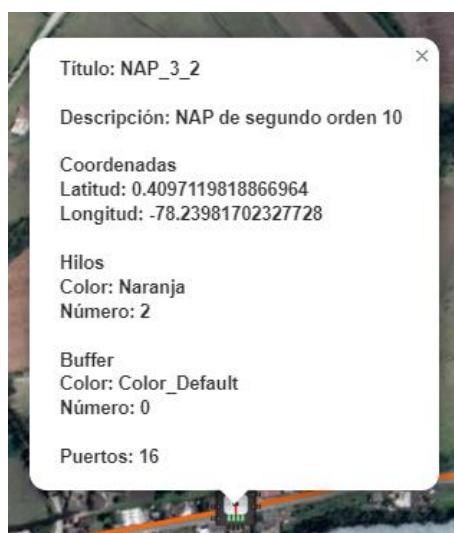 Título: NAP_3_2
Descripción: NAP de segundo orden 10
Coordenadas
Latitud: 0.4097119818866964
Longitud: -78.23981702327728
Hilos
Color: Naranja
Número: 2
Buffer
Color: Color_Default
Número: 0
Puertos: 16